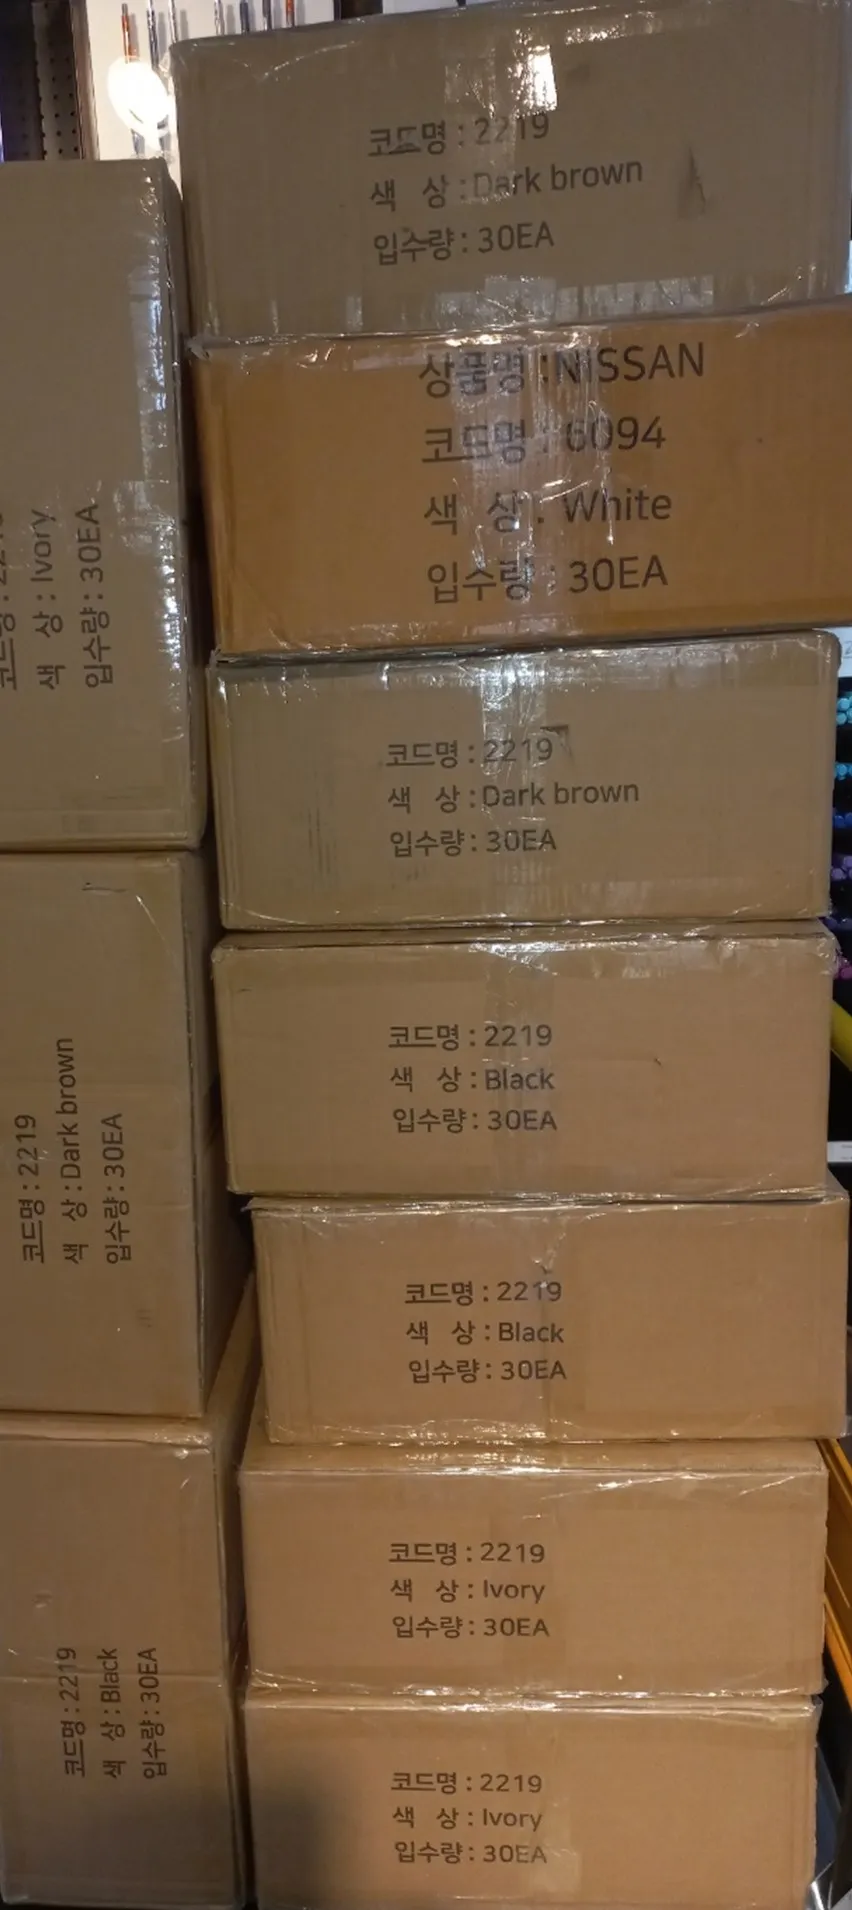 코드명 : 2219
색 상 : Dark brown
입수량 : 30EA
상품명 : NISSAN
코드명 : 6094
색 상 : White
입수량 : 30EA
코드명 : 2219
색 상 : Dark brown
입수량 : 30EA
코드명 : 2219
색 상 : Black
입수량 : 30EA
코드명 : 2219
색 상 : Black
입수량 : 30EA
코드명 : 2219
색 상 : Ivory
입수량 : 30EA
코드명 : 2219
색 상 : Ivory
입수량 : 30EA
코드명 :
색 상 : Ivory
입수량 : 30EA
코드명 : 2219
색 상 : Dark brown
입수량 : 30EA
코드명 : 2219
색 상 : Black
입수량 : 30EA